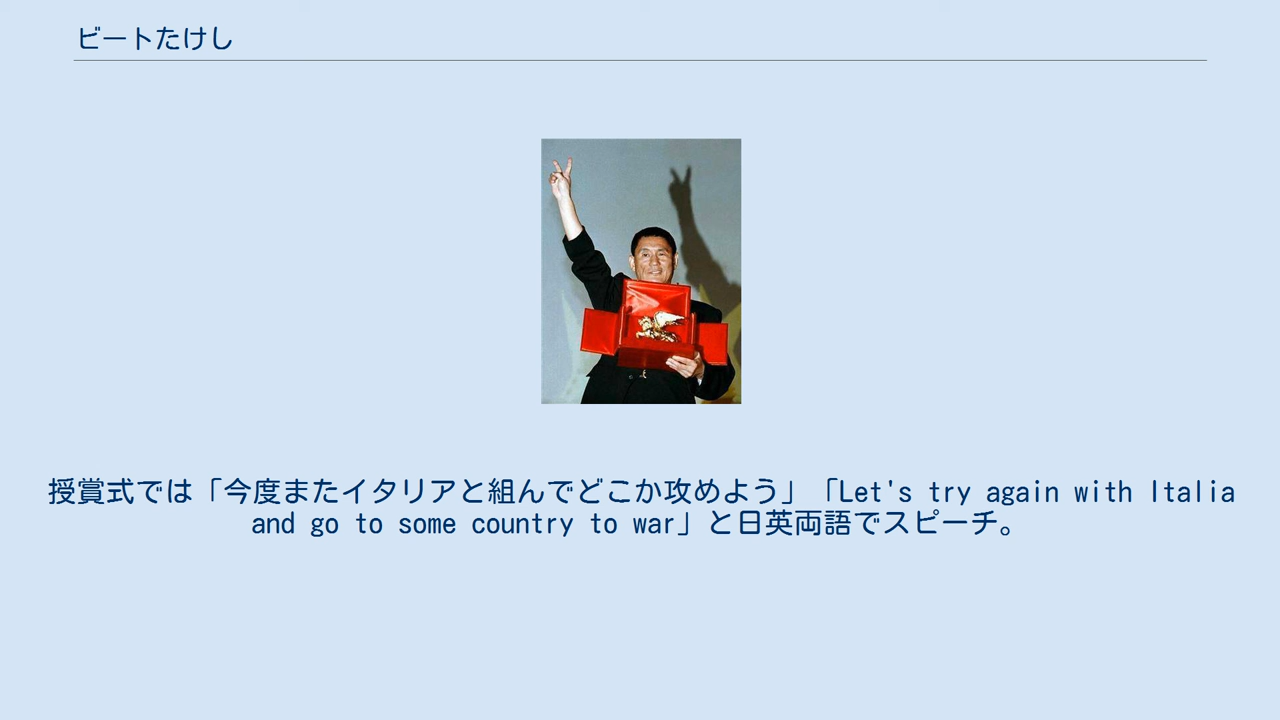 ビートたけし
授賞式では「今度またイタリアと組んでどこか攻めよう」「Let's try again with Italia
and go to some country to war」と日英両語でスピーチ。